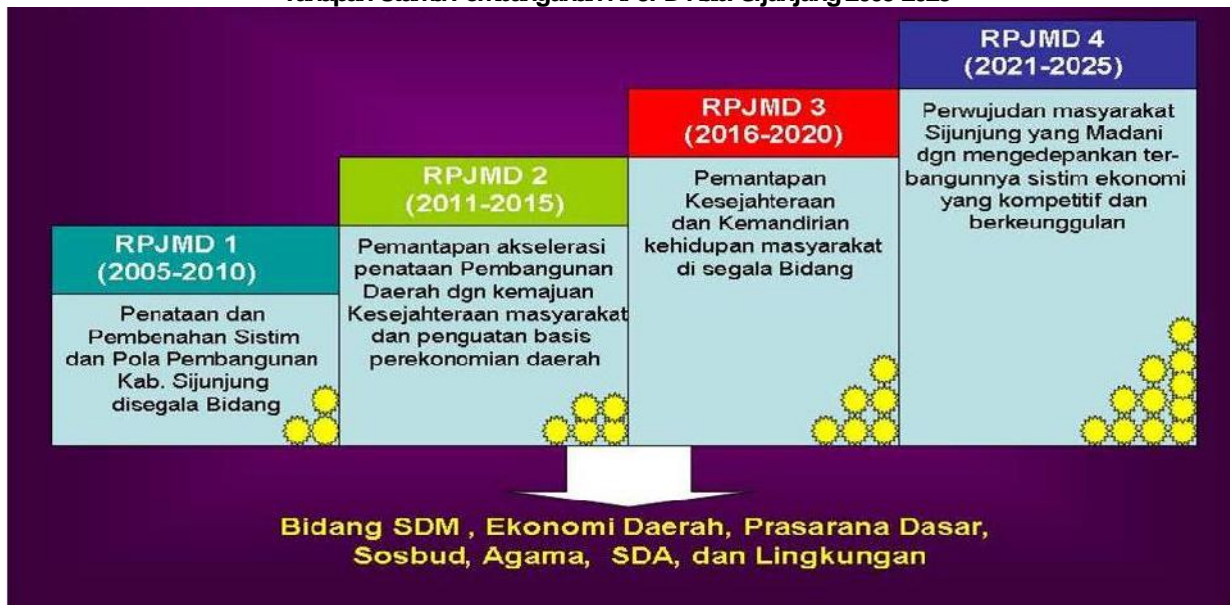 RPJMD 1
(2005-2010)
Penataan dan
Pembenahan Sistim
dan Pola Pembangunan
Kab. Sijunjung
disegala Bidang
RPJMD 2
(2011-2015)
Pemantapan akselerasi
penataan Pembangunan
Daerah dgn kemajuan
Kesejahteraan masyarakat
dan penguatan basis
perekonomian daerah
RPJMD 3
(2016-2020)
Pemantapan
Kesejahteraan
dan Kemandirian
kehidupan masyarakat
di segala Bidang
RPJMD 4
(2021-2025)
Perwujudan masyarakat
Sijunjung yang Madani
dgn mengedepankan ter-
bangunnya sistim ekonomi
yang kompetitif dan
berkeunggulan
Bidang SDM , Ekonomi Daerah, Prasarana Dasar,
Sosbud, Agama, SDA, dan Lingkungan